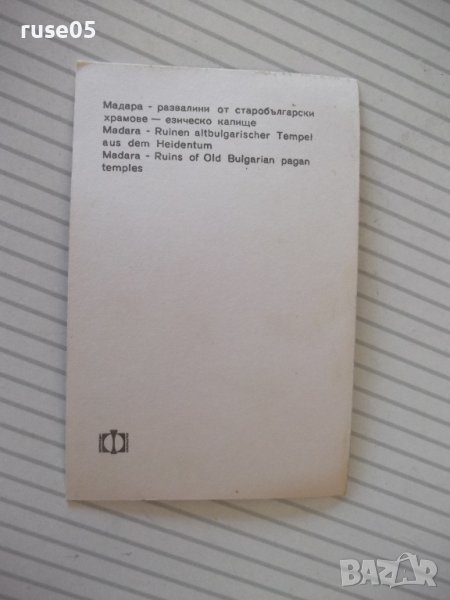 ruse05
Мадара - развалини от старобългарски
храмове — езическо капище
Madara - Ruinen altbulgarischer Tempel
aus dem Heidentum
Madara - Ruins of Old Bulgarian pagan
temples
BAZAR